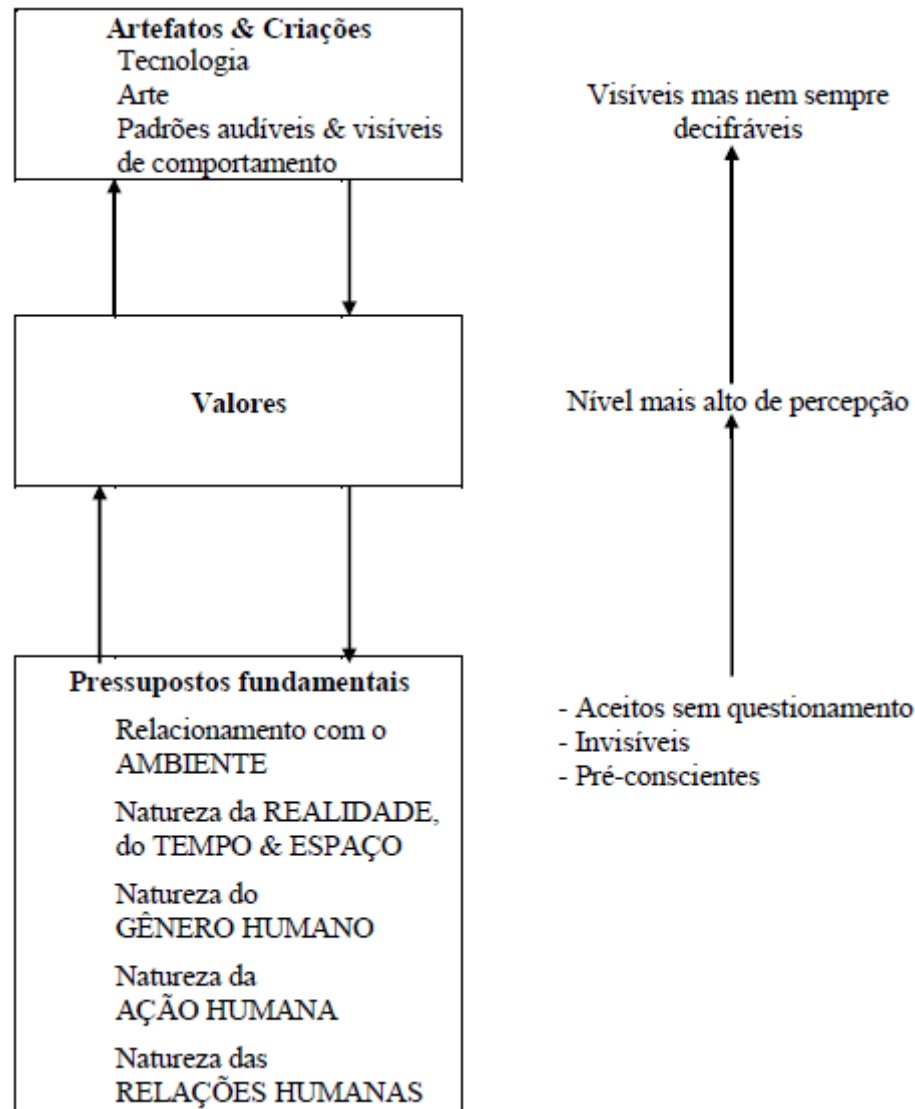 Artefatos & Criações
Tecnologia
Arte
Padrões audíveis & visíveis
de comportamento
Visíveis mas nem sempre
decifráveis
Valores
Nível mais alto de percepção
Pressupostos fundamentais
Relacionamento com o
AMBIENTE
Natureza da REALIDADE,
do TEMPO & ESPAÇO
Natureza do
GÊNERO HUMANO
Natureza da
AÇÃO HUMANA
Natureza das
RELAÇÕES HUMANAS
- Aceitos sem questionamento
- Invisíveis
- Pré-conscientes